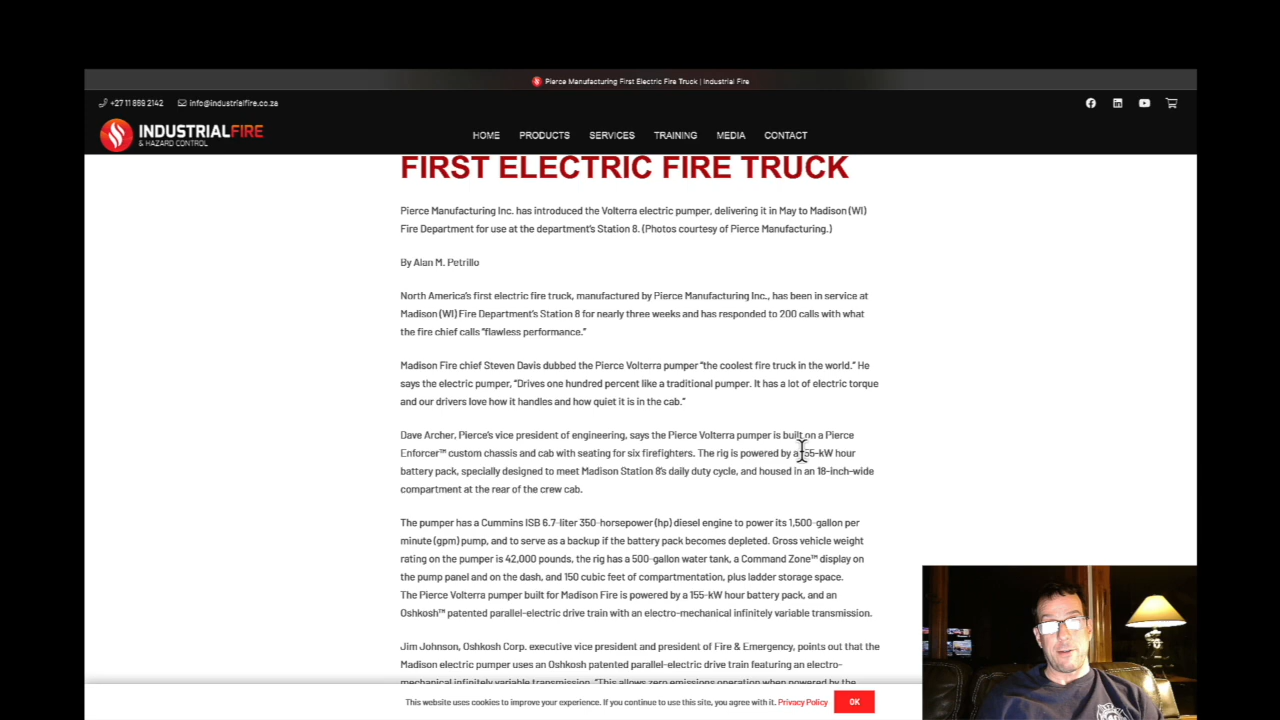 Pierce Manufacturing First Electric Fire Truck | Industrial Fire
+27 11 869 2142 info@industrialfire.co.za
INDUSTRIALFIRE
& HAZARD CONTROL
HOME PRODUCTS SERVICES TRAINING MEDIA CONTACT
FIRST ELECTRIC FIRE TRUCK
Pierce Manufacturing Inc. has introduced the Volterra electric pumper, delivering it in May to Madison (WI)
Fire Department for use at the department's Station 8. (Photos courtesy of Pierce Manufacturing.)
By Alan M. Petrillo
North America's first electric fire truck, manufactured by Pierce Manufacturing Inc., has been in service at
Madison (WI) Fire Department's Station 8 for nearly three weeks and has responded to 200 calls with what
the fire chief calls "flawless performance."
Madison Fire chief Steven Davis dubbed the Pierce Volterra pumper "the coolest fire truck in the world." He
says the electric pumper, "Drives one hundred percent like a traditional pumper. It has a lot of electric torque
and our drivers love how it handles and how quiet it is in the cab."
Dave Archer, Pierce's vice president of engineering, says the Pierce Volterra pumper is built on a Pierce
Enforcer™ custom chassis and cab with seating for six firefighters. The rig is powered by a 155-kW hour
battery pack, specially designed to meet Madison Station 8's daily duty cycle, and housed in an 18-inch-wide
compartment at the rear of the crew cab.
The pumper has a Cummins ISB 6.7-liter 350-horsepower (hp) diesel engine to power its 1,500-gallon per
minute (gpm) pump, and to serve as a backup if the battery pack becomes depleted. Gross vehicle weight
rating on the pumper is 42,000 pounds, the rig has a 500-gallon water tank, a Command Zone™ display on
the pump panel and on the dash, and 150 cubic feet of compartmentation, plus ladder storage space.
The Pierce Volterra pumper built for Madison Fire is powered by a 155-kW hour battery pack, and an
Oshkosh™ patented parallel-electric drive train with an electro-mechanical infinitely variable transmission.
Jim Johnson, Oshkosh Corp. executive vice president and president of Fire & Emergency, points out that the
Madison electric pumper uses an Oshkosh patented parallel-electric drive train featuring an electro-
mechanical infinitely variable transmission. "This allows zero emissions operation when powered by the
This website uses cookies to improve your experience. If you continue to use this site, you agree with it. Privacy Policy OK